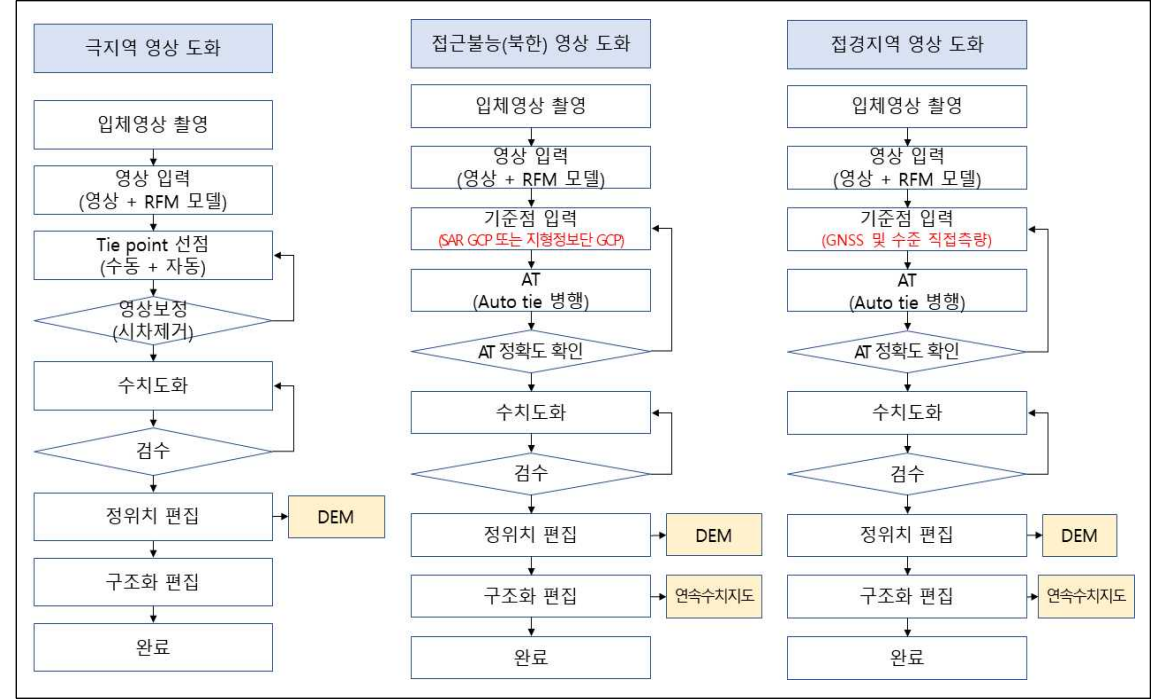 극지역 영상 도화
입체영상 촬영
영상 입력
(영상 + RFM 모델)
Tie point 선점
(수동 + 자동)
영상보정
(시차제거)
수치도화
검수
정위치 편집
DEM
구조화 편집
완료
접근불능(북한) 영상 도화
입체영상 촬영
영상 입력
(영상 + RFM 모델)
기준점 입력
(SAR GCP 또는 지형정보단 GCP)
AT
(Auto tie 병행)
AT 정확도 확인
수치도화
검수
정위치 편집
DEM
구조화 편집
연속수치지도
완료
접경지역 영상 도화
입체영상 촬영
영상 입력
(영상 + RFM 모델)
기준점 입력
(GNSS 및 수준 직접측량)
AT
(Auto tie 병행)
AT 정확도 확인
수치도화
검수
정위치 편집
DEM
구조화 편집
연속수치지도
완료